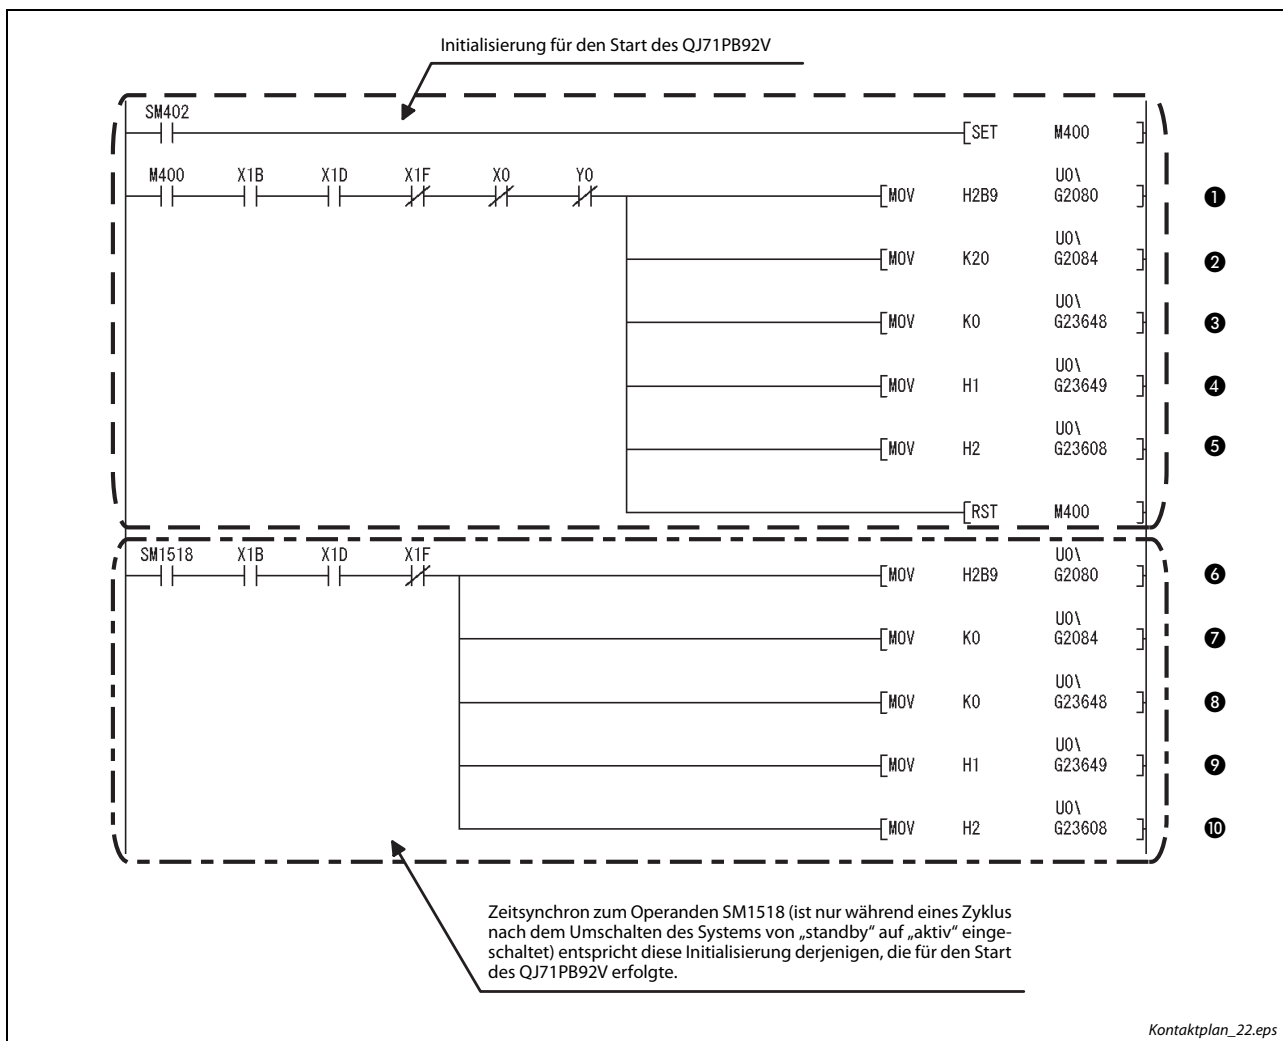 Initialisierung für den Start des QJ71PB92V
SM402
[SET M400 ]
M400 X1B X1D X1F X0 Y0 U0\
[MOV H2B9 G2080 ] ❶
U0\
[MOV K20 G2084 ] ❷
U0\
[MOV K0 G23648 ] ❸
U0\
[MOV H1 G23649 ] ❹
U0\
[MOV H2 G23608 ] ❺
[RST M400 ]
SM1518 X1B X1D X1F U0\
[MOV H2B9 G2080 ] ❻
U0\
[MOV K0 G2084 ] ❼
U0\
[MOV K0 G23648 ] ❽
U0\
[MOV H1 G23649 ] ❾
U0\
[MOV H2 G23608 ] ❿
Zeitsynchron zum Operanden SM1518 (ist nur während eines Zyklus
nach dem Umschalten des Systems von „standby“ auf „aktiv“ einge-
schaltet) entspricht diese Initialisierung derjenigen, die für den Start
des QJ71PB92V erfolgte.
Kontaktplan_22.eps